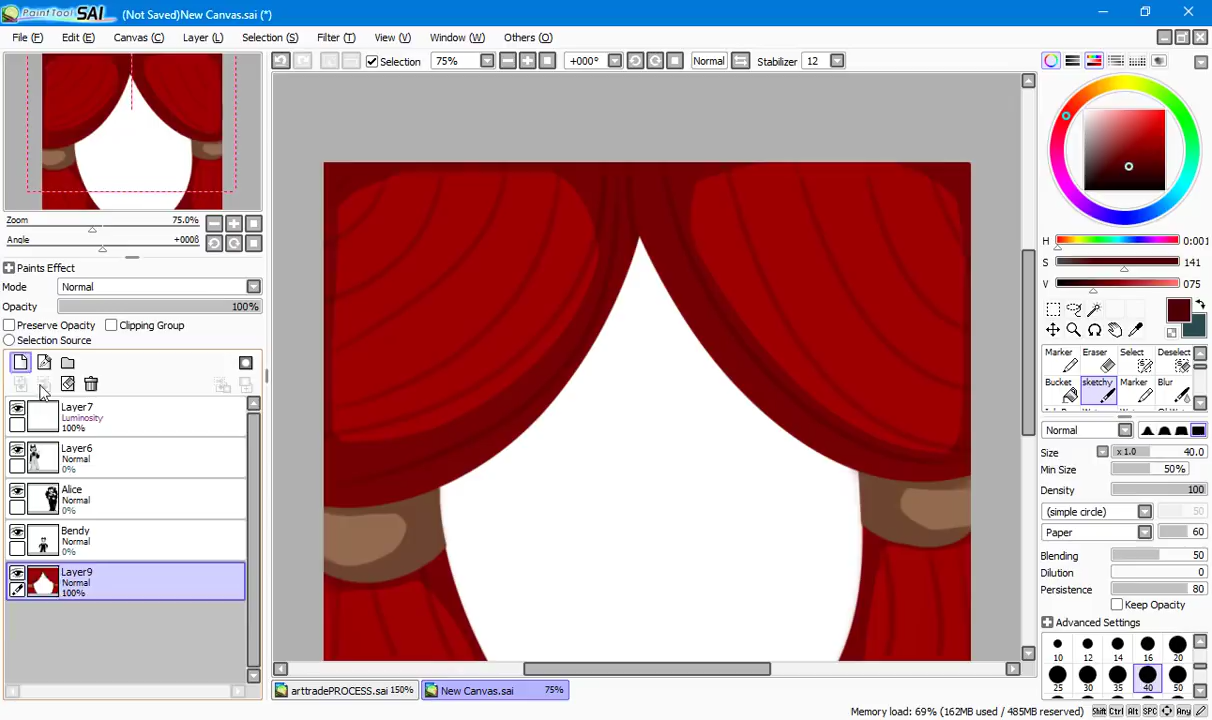 PaintTool SAI (Not Saved)New Canvas.sai (*)
File (F) Edit (E) Canvas (C) Layer (L) Selection (S) Filter (T) View (V) Window (W) Others (O)
Selection 75% +000° Normal Stabilizer 12
Zoom 75.0%
Angle +000ß
Paints Effect
Mode Normal
Opacity 100%
Preserve Opacity Clipping Group
Selection Source
Layer7
Luminosity
100%
Layer6
Normal
0%
Alice
Normal
0%
Bendy
Normal
0%
Layer9
Normal
100%
arttradePROCESS.sai 150% New Canvas.sai 75%
H 0:001
S 141
V 075
Marker Eraser Select Deselect
Bucket sketchy Marker Blur
Normal
Size x 1.0 40.0
Min Size 50%
Density 100
(simple circle) 50
Paper 60
Blending 50
Dilution 0
Persistence 80
Keep Opacity
Advanced Settings
10 12 14 16 20
25 30 35 40 50
Memory load: 69% (162MB used / 485MB reserved) Shift Ctrl Alt SPC Any